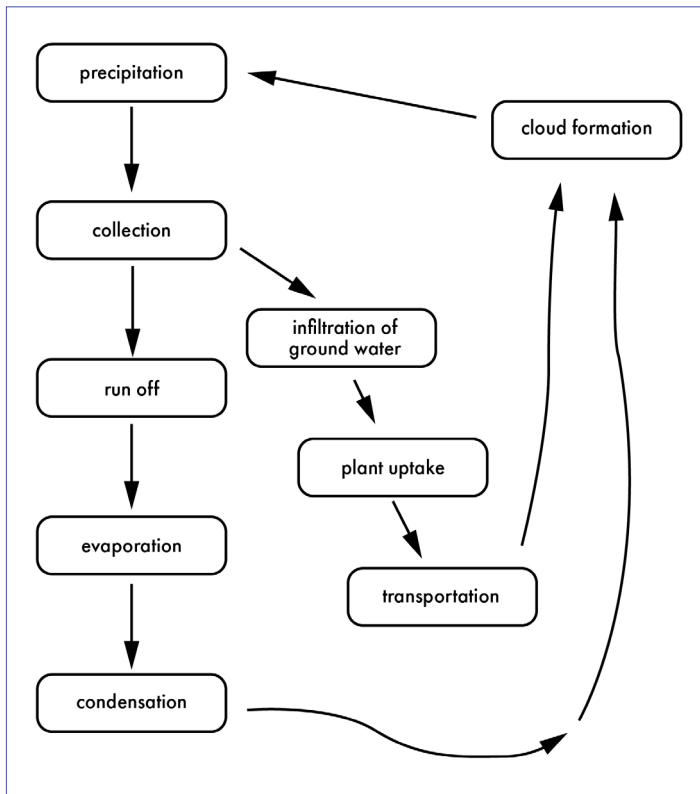 precipitation
cloud formation
collection
infiltration of
ground water
run off
plant uptake
evaporation
transportation
condensation